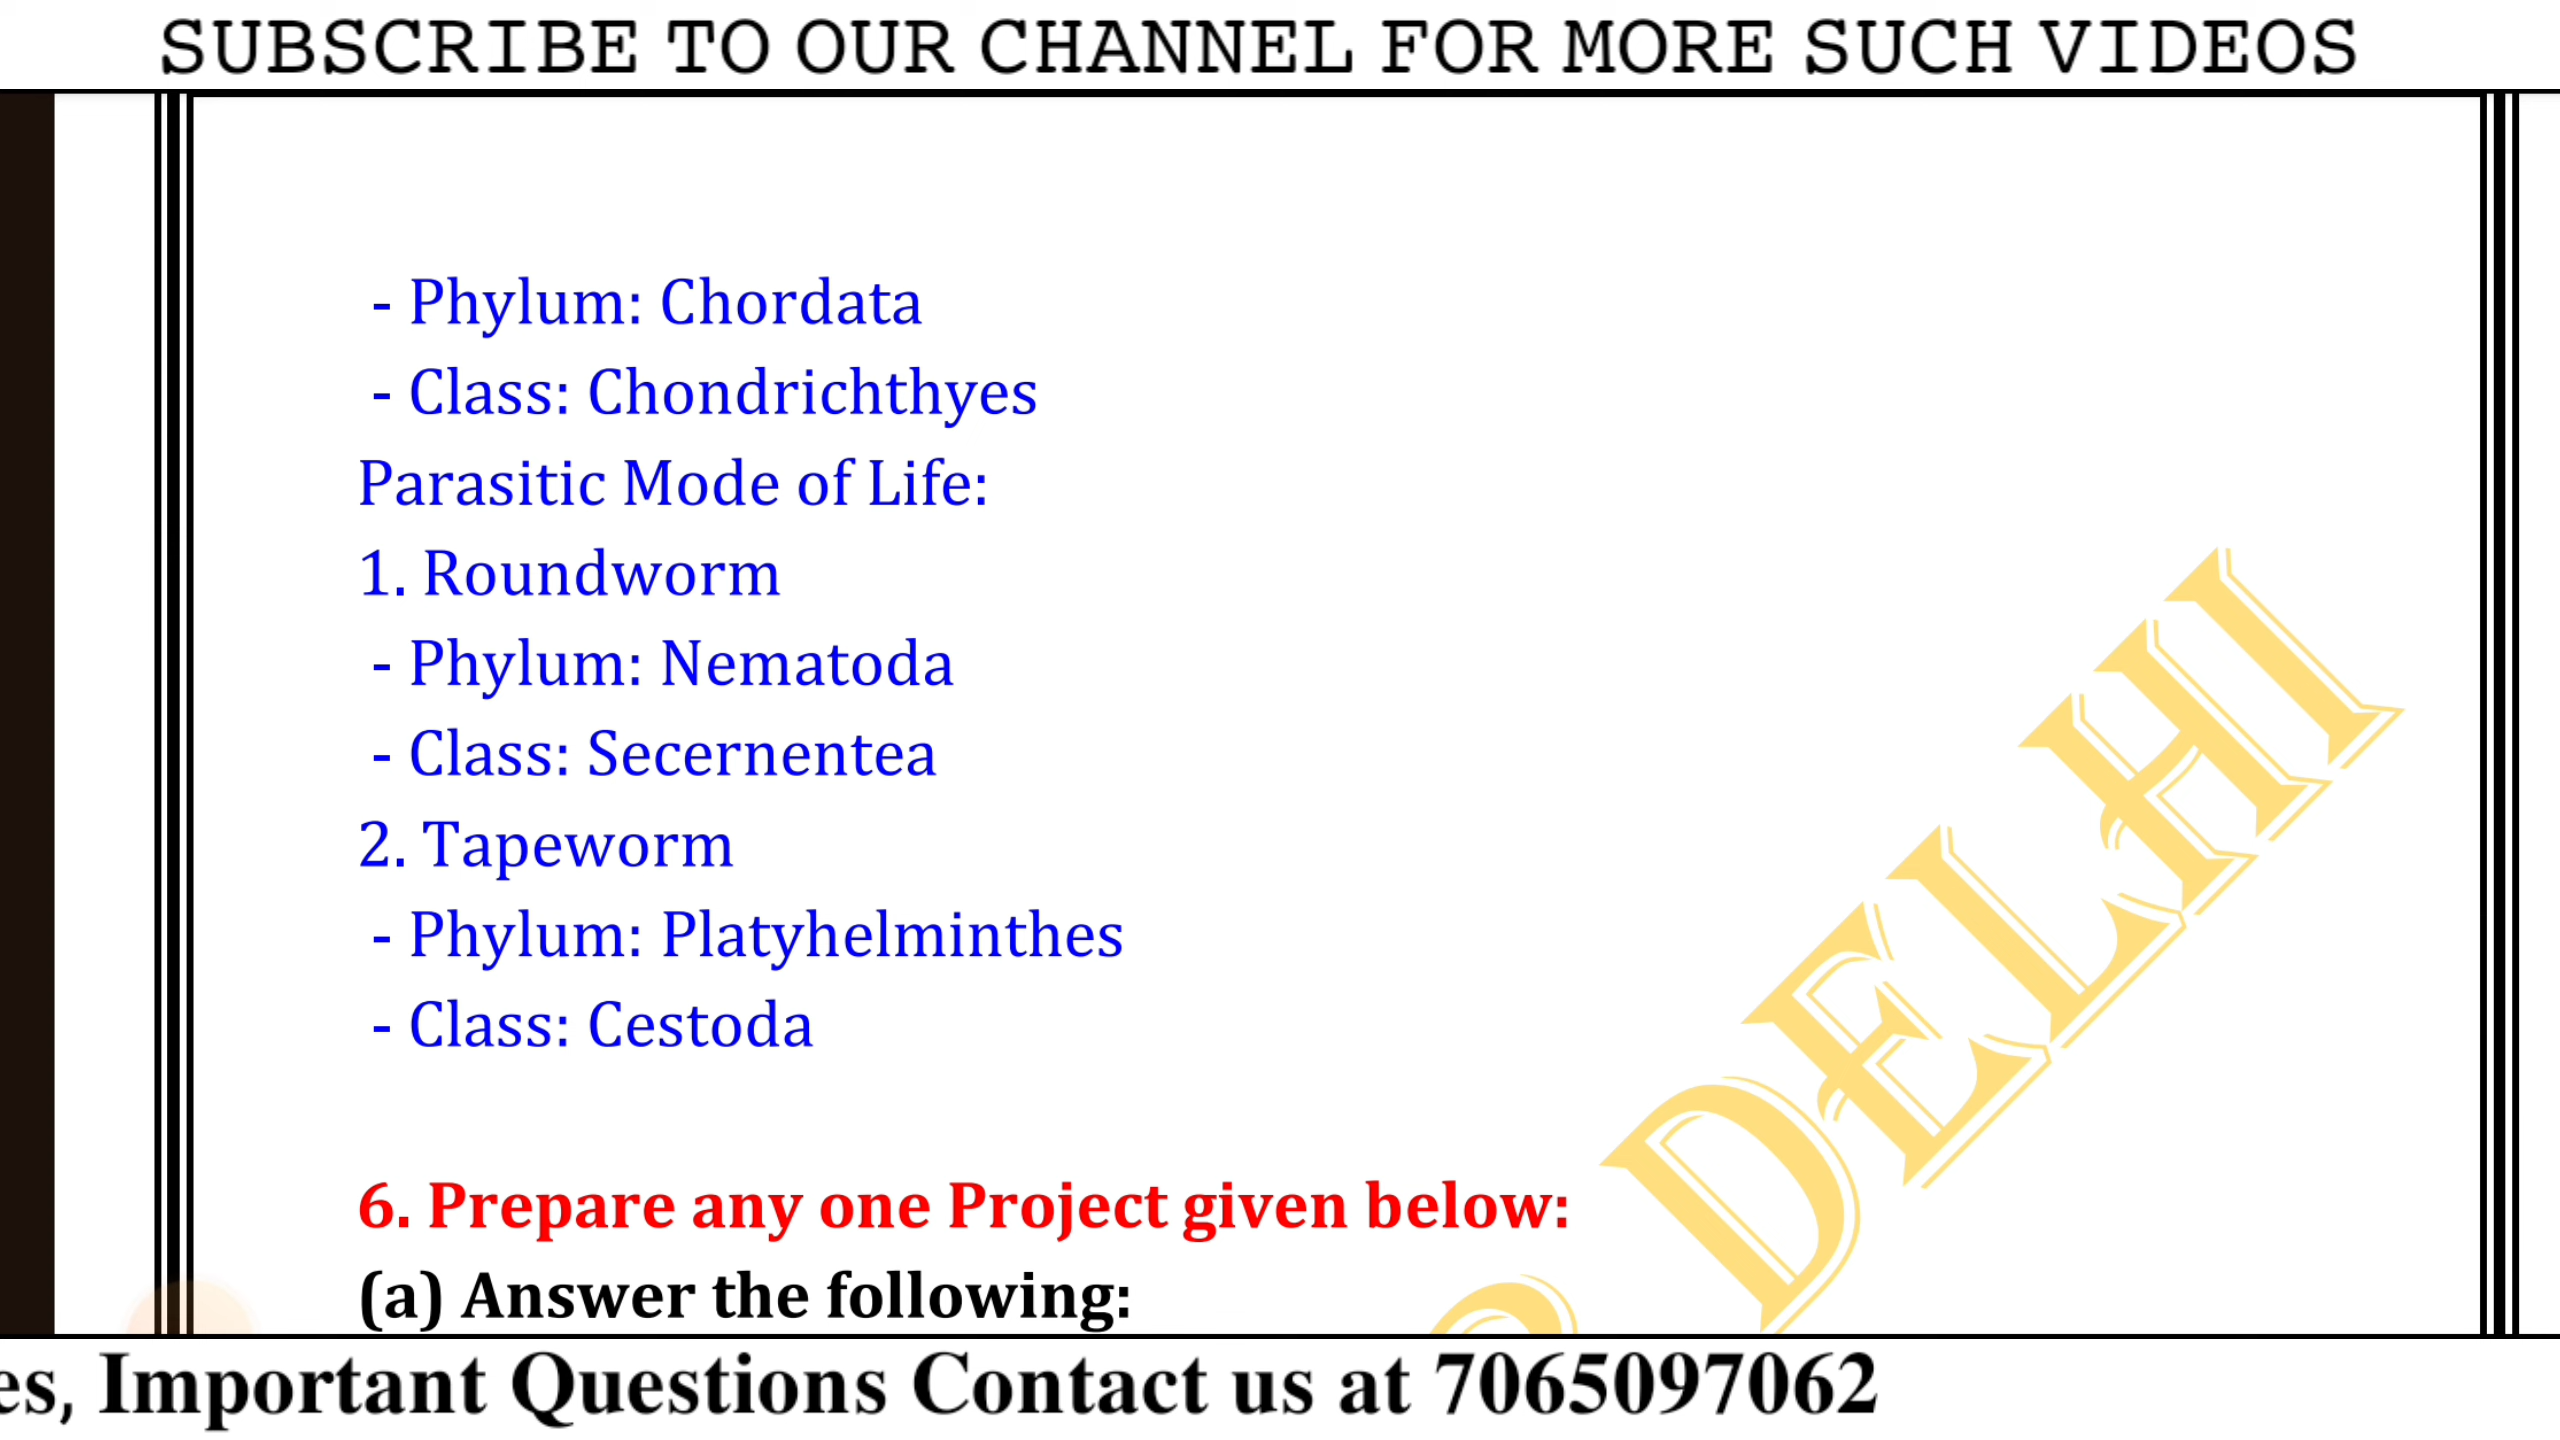 SUBSCRIBE TO OUR CHANNEL FOR MORE SUCH VIDEOS
- Phylum: Chordata
- Class: Chondrichthyes
Parasitic Mode of Life:
1. Roundworm
- Phylum: Nematoda
- Class: Secernentea
2. Tapeworm
- Phylum: Platyhelminthes
- Class: Cestoda
DELHI
6. Prepare any one Project given below:
(a) Answer the following:
es, Important Questions Contact us at 7065097062